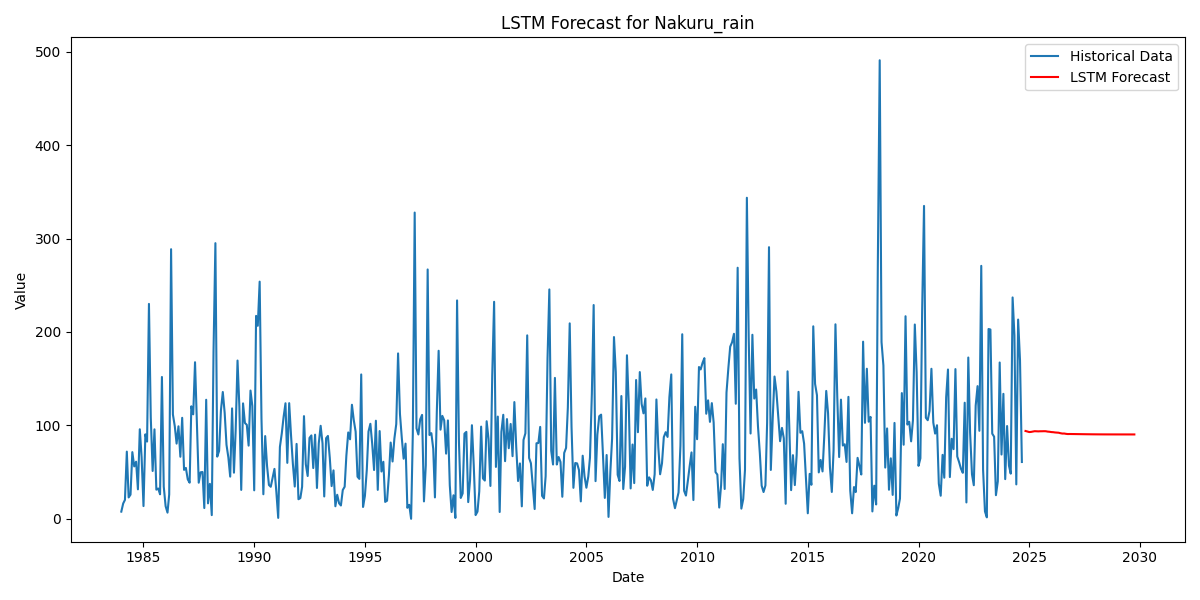 LSTM Forecast for Nakuru_rain
Historical Data
LSTM Forecast
Value
500
400
300
200
100
0
1985 1990 1995 2000 2005 2010 2015 2020 2025 2030
Date